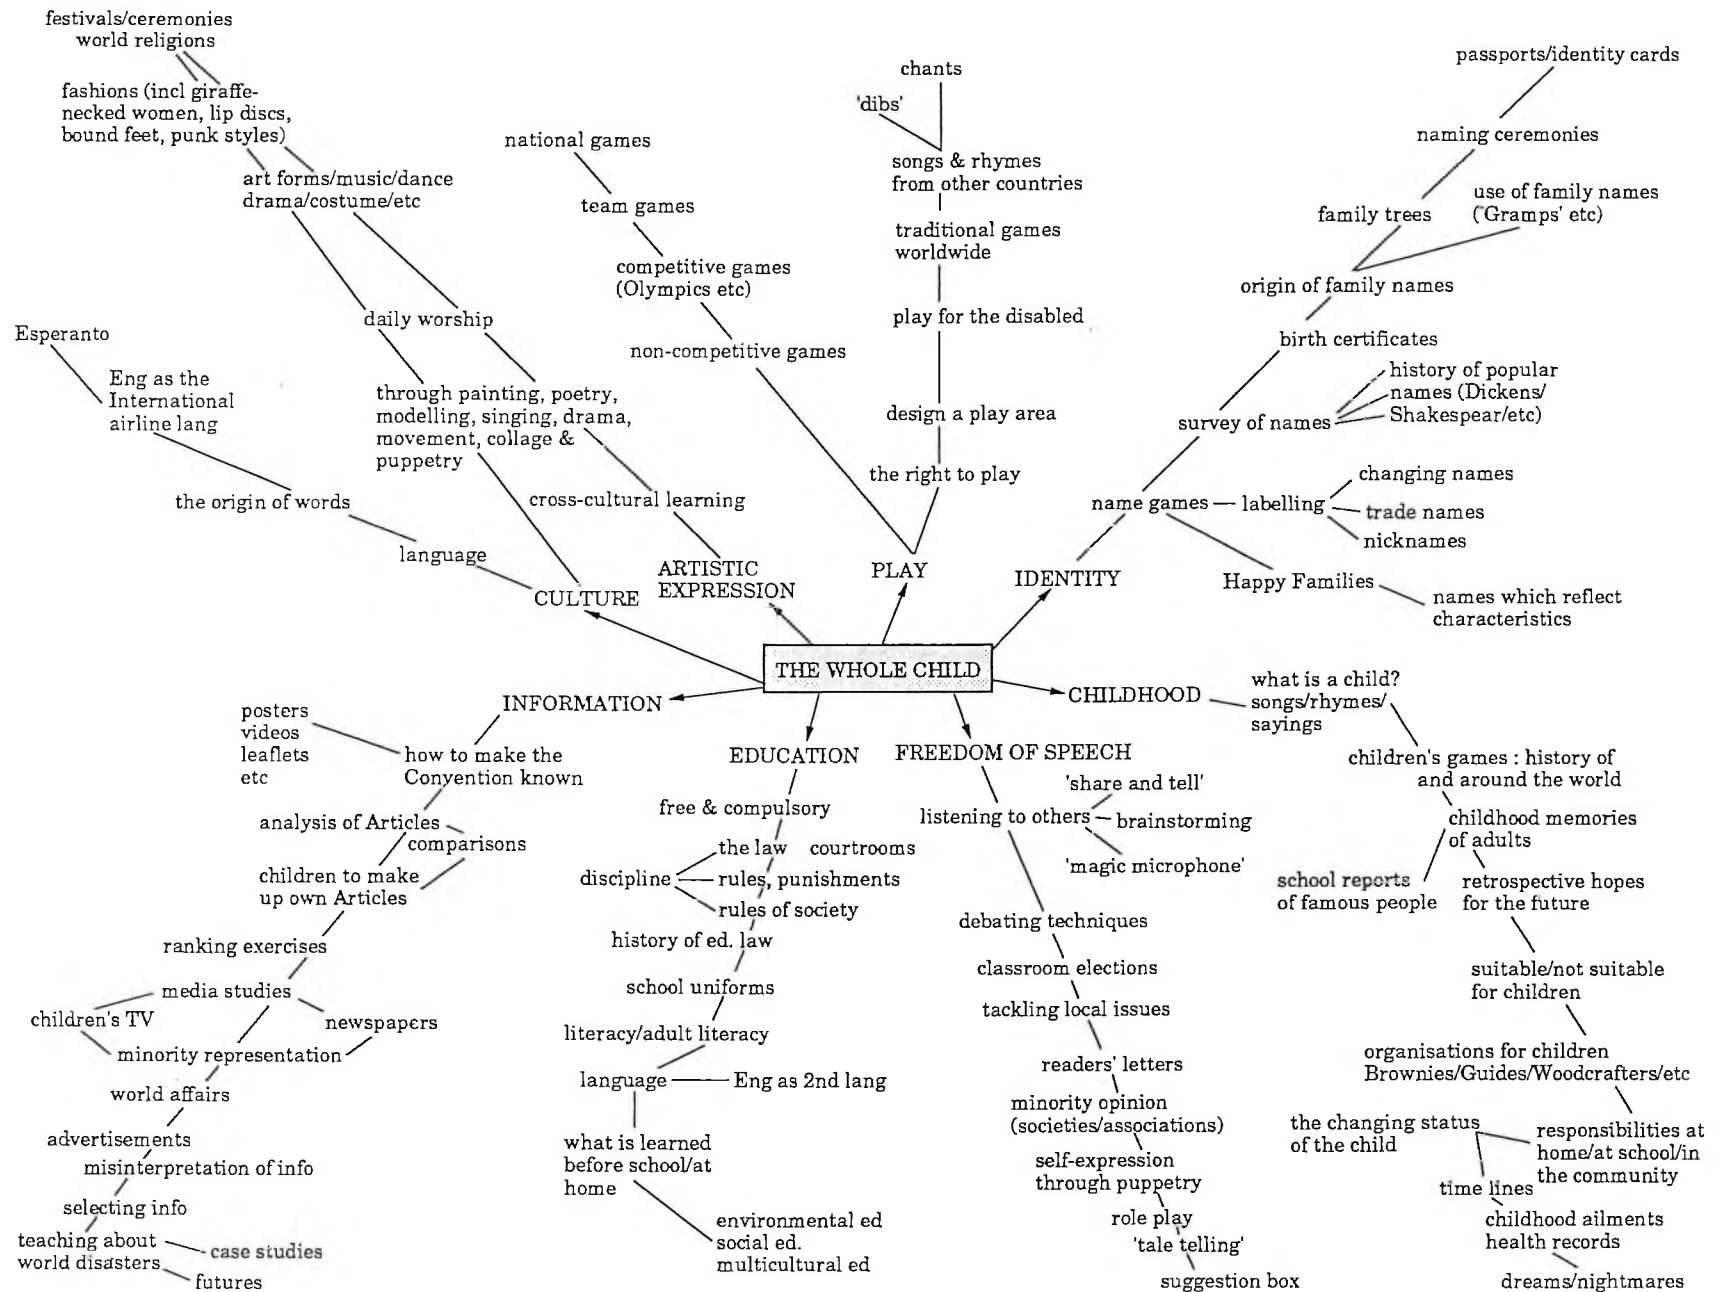 festivals/ceremonies
world religions
fashions (incl giraffe-
necked women, lip discs,
bound feet, punk styles)
art forms/music/dance
drama/costume/etc
daily worship
through painting, poetry,
modelling, singing, drama,
movement, collage &
puppetry
cross-cultural learning
ARTISTIC
EXPRESSION
Esperanto
Eng as the
International
airline lang
the origin of words
language
CULTURE
national games
team games
competitive games
(Olympics etc)
non-competitive games
chants
'dibs'
songs & rhymes
from other countries
traditional games
worldwide
play for the disabled
design a play area
the right to play
PLAY
passports/identity cards
naming ceremonies
use of family names
('Gramps' etc)
family trees
origin of family names
birth certificates
history of popular
names (Dickens/
Shakespear/etc)
survey of names
changing names
name games
labelling
trade names
nicknames
IDENTITY
Happy Families
names which reflect
characteristics
THE WHOLE CHILD
INFORMATION
posters
videos
leaflets
etc
how to make the
Convention known
analysis of Articles
comparisons
children to make
up own Articles
ranking exercises
media studies
children's TV
newspapers
minority representation
world affairs
advertisements
misinterpretation of info
selecting info
teaching about
world disasters
case studies
futures
EDUCATION
free & compulsory
the law courtrooms
discipline
rules, punishments
rules of society
history of ed. law
school uniforms
literacy/adult literacy
language
Eng as 2nd lang
what is learned
before school/at
home
environmental ed
social ed.
multicultural ed
FREEDOM OF SPEECH
'share and tell'
listening to others
brainstorming
'magic microphone'
debating techniques
classroom elections
tackling local issues
readers' letters
minority opinion
(societies/associations)
self-expression
through puppetry
role play
'tale telling'
suggestion box
CHILDHOOD
what is a child?
songs/rhymes/
sayings
children's games : history of
and around the world
childhood memories
of adults
school reports
of famous people
retrospective hopes
for the future
suitable/not suitable
for children
organisations for children
Brownies/Guides/Woodcrafters/etc
the changing status
of the child
responsibilities at
home/at school/in
the community
time lines
childhood ailments
health records
dreams/nightmares